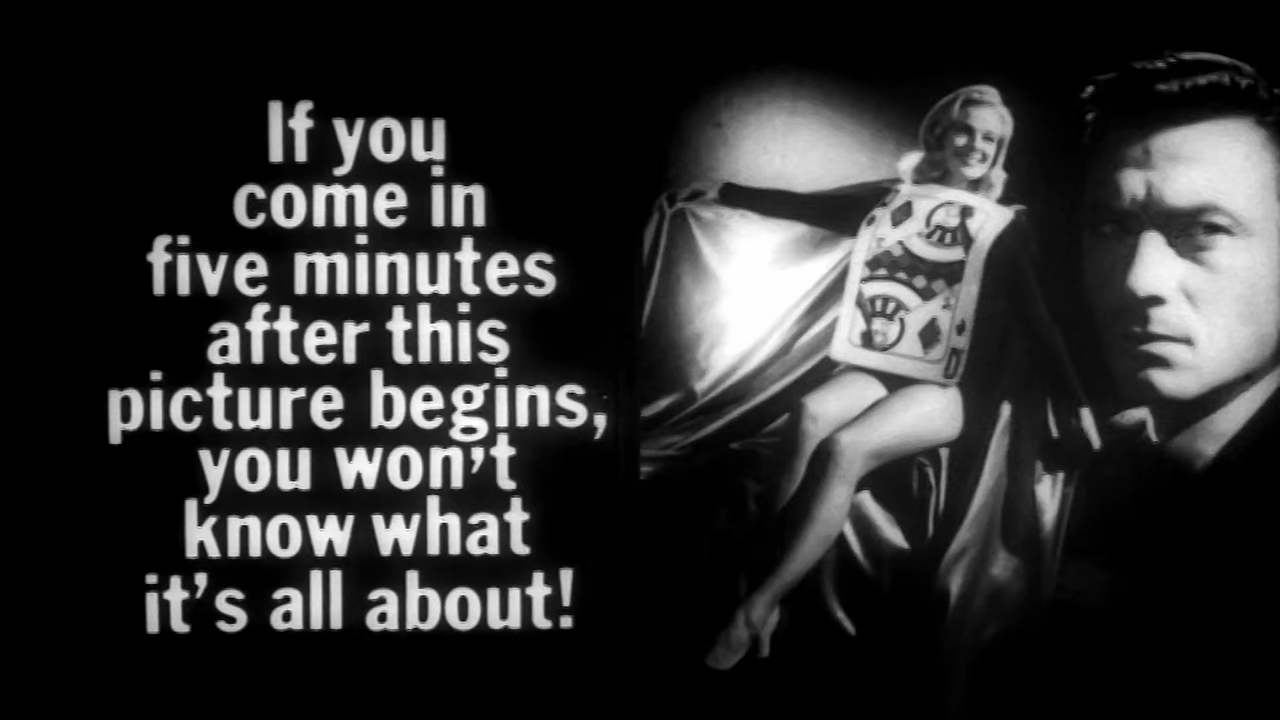 If you
come in
five minutes
after this
picture begins,
you won't
know what
it's all about!